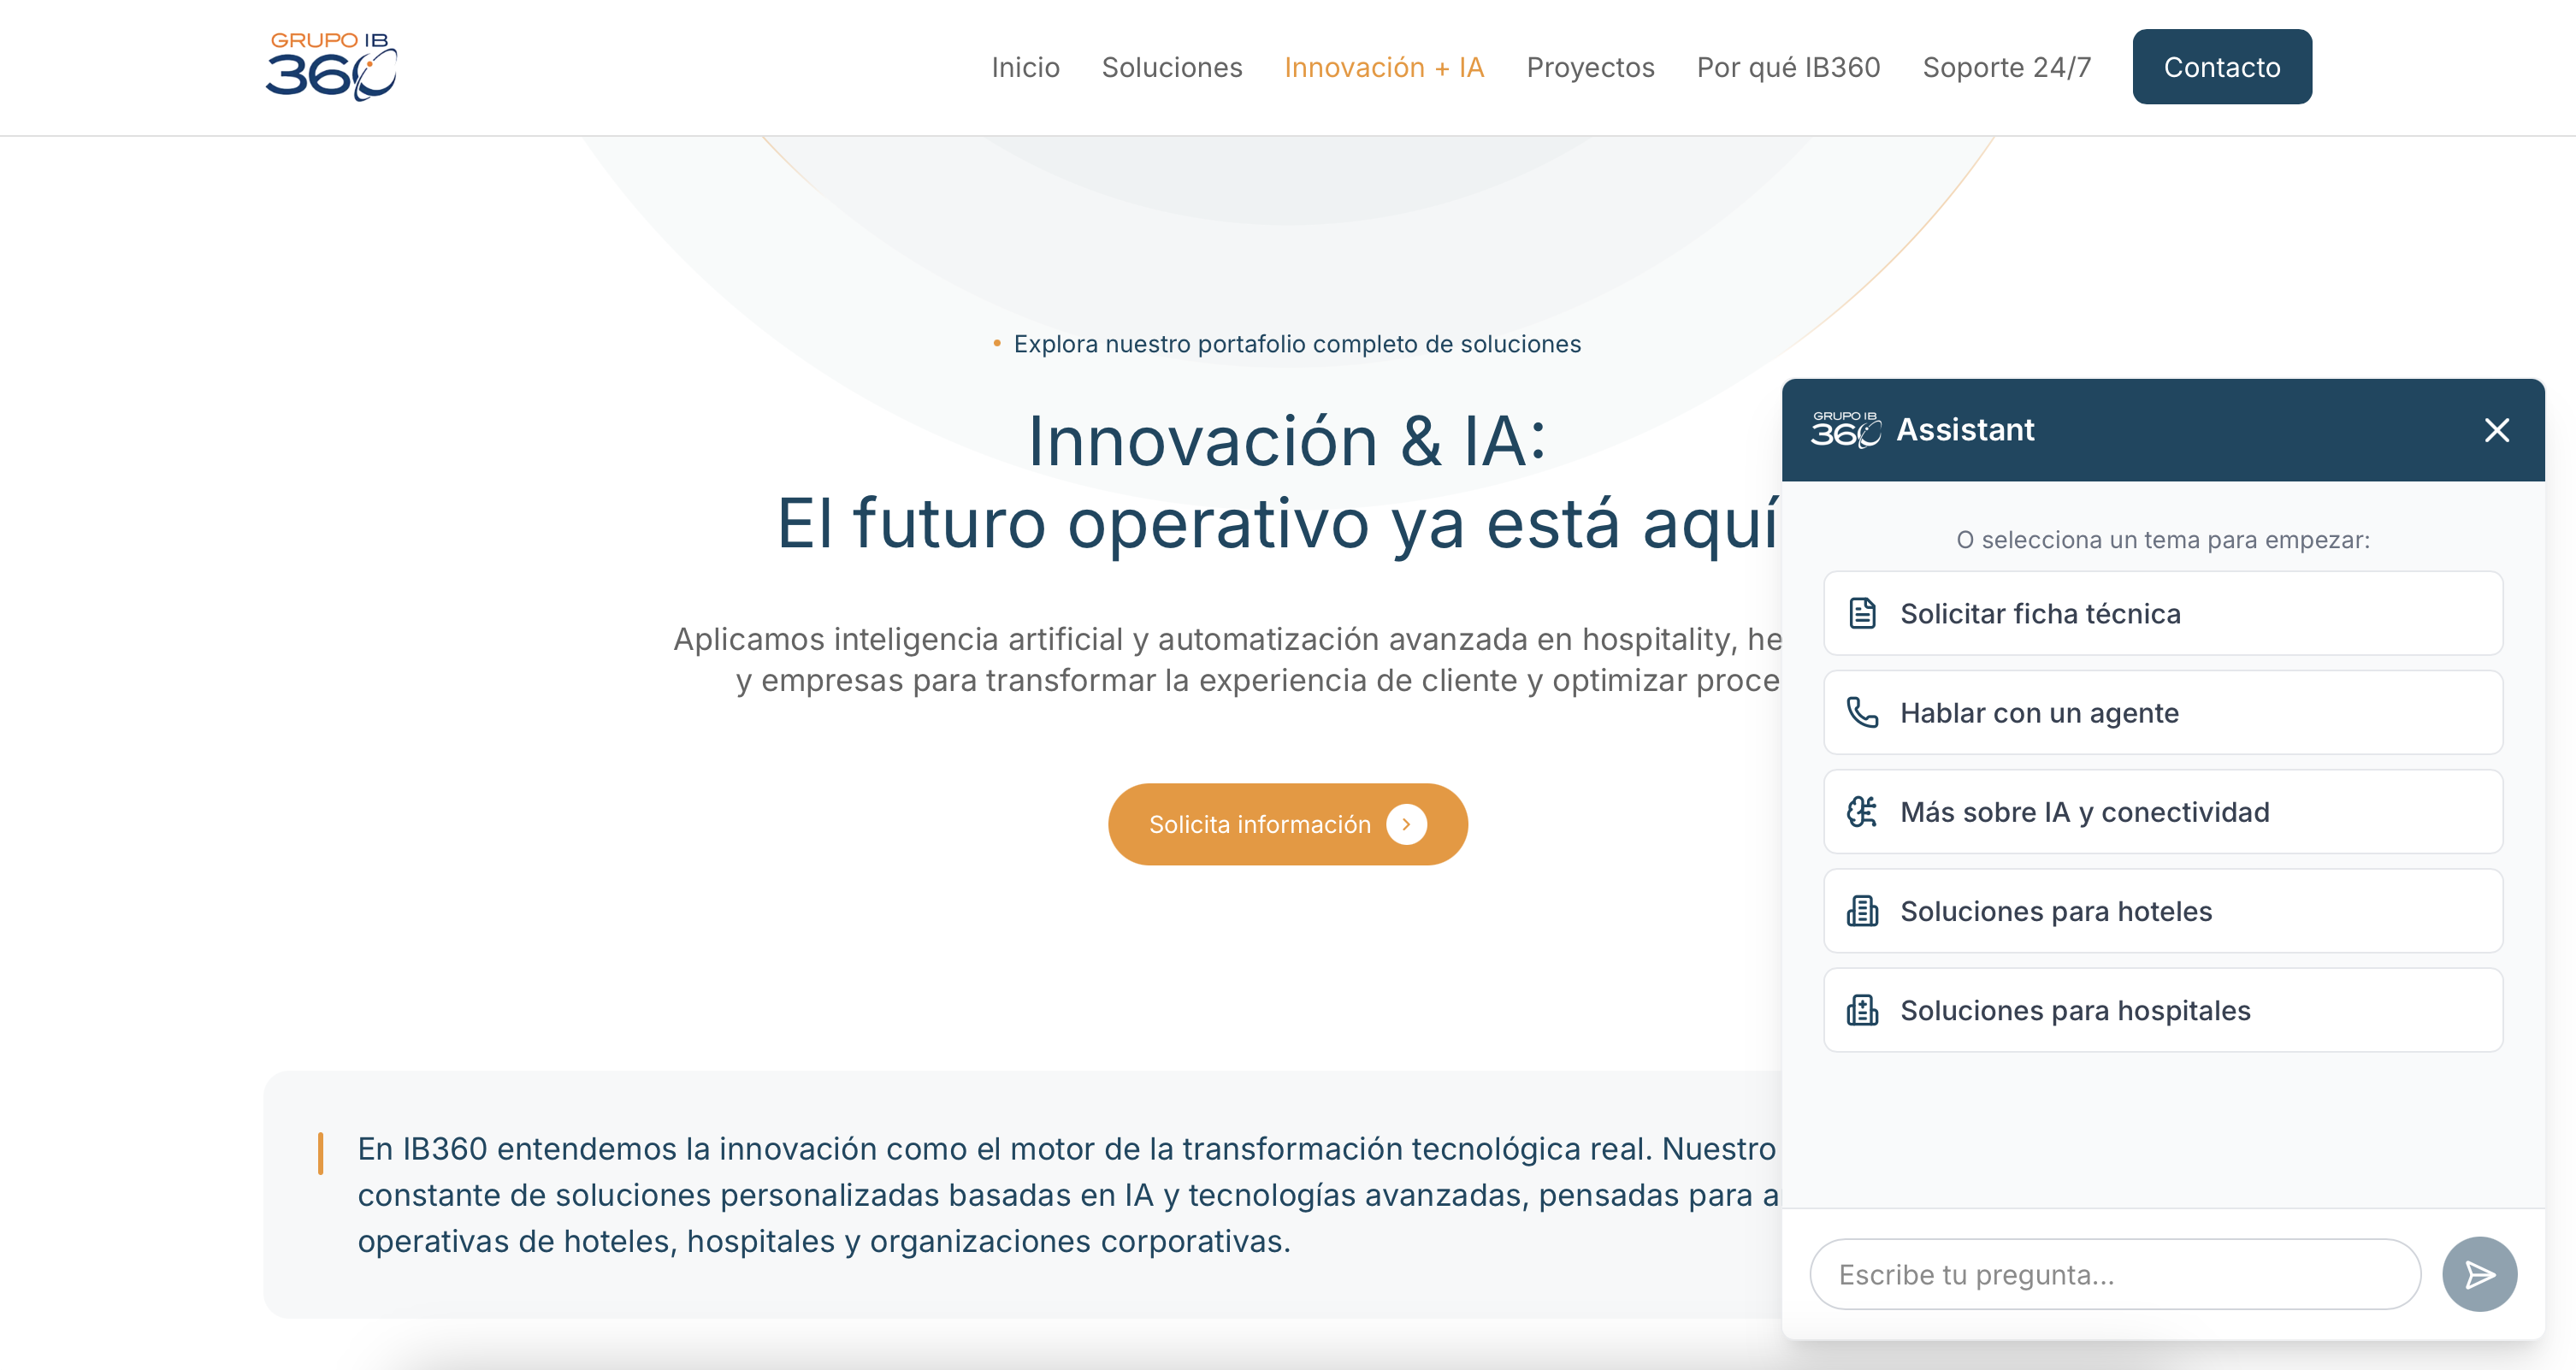 GRUPO IB
360
Inicio
Soluciones
Innovación + IA
Proyectos
Por qué IB360
Soporte 24/7
Contacto
• Explora nuestro portafolio completo de soluciones
Innovación & IA:
El futuro operativo ya está aquí
Aplicamos inteligencia artificial y automatización avanzada en hospitality, he
y empresas para transformar la experiencia de cliente y optimizar proce
Solicita información
En IB360 entendemos la innovación como el motor de la transformación tecnológica real. Nuestro
constante de soluciones personalizadas basadas en IA y tecnologías avanzadas, pensadas para a
operativas de hoteles, hospitales y organizaciones corporativas.
GRUPO IB
360
Assistant
O selecciona un tema para empezar:
Solicitar ficha técnica
Hablar con un agente
Más sobre IA y conectividad
Soluciones para hoteles
Soluciones para hospitales
Escribe tu pregunta...